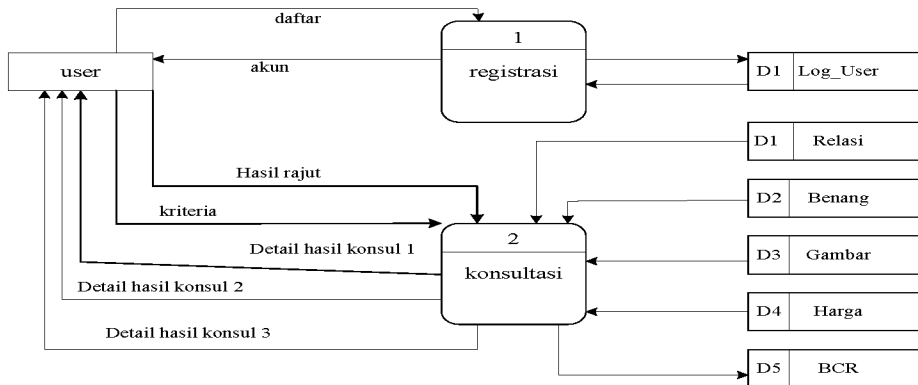 daftar
1
akun
user
registrasi
D1 Log_User
D1 Relasi
Hasil rajut
D2 Benang
kriteria
2
Detail hasil konsul 1
konsultasi
D3 Gambar
Detail hasil konsul 2
D4 Harga
Detail hasil konsul 3
D5 BCR